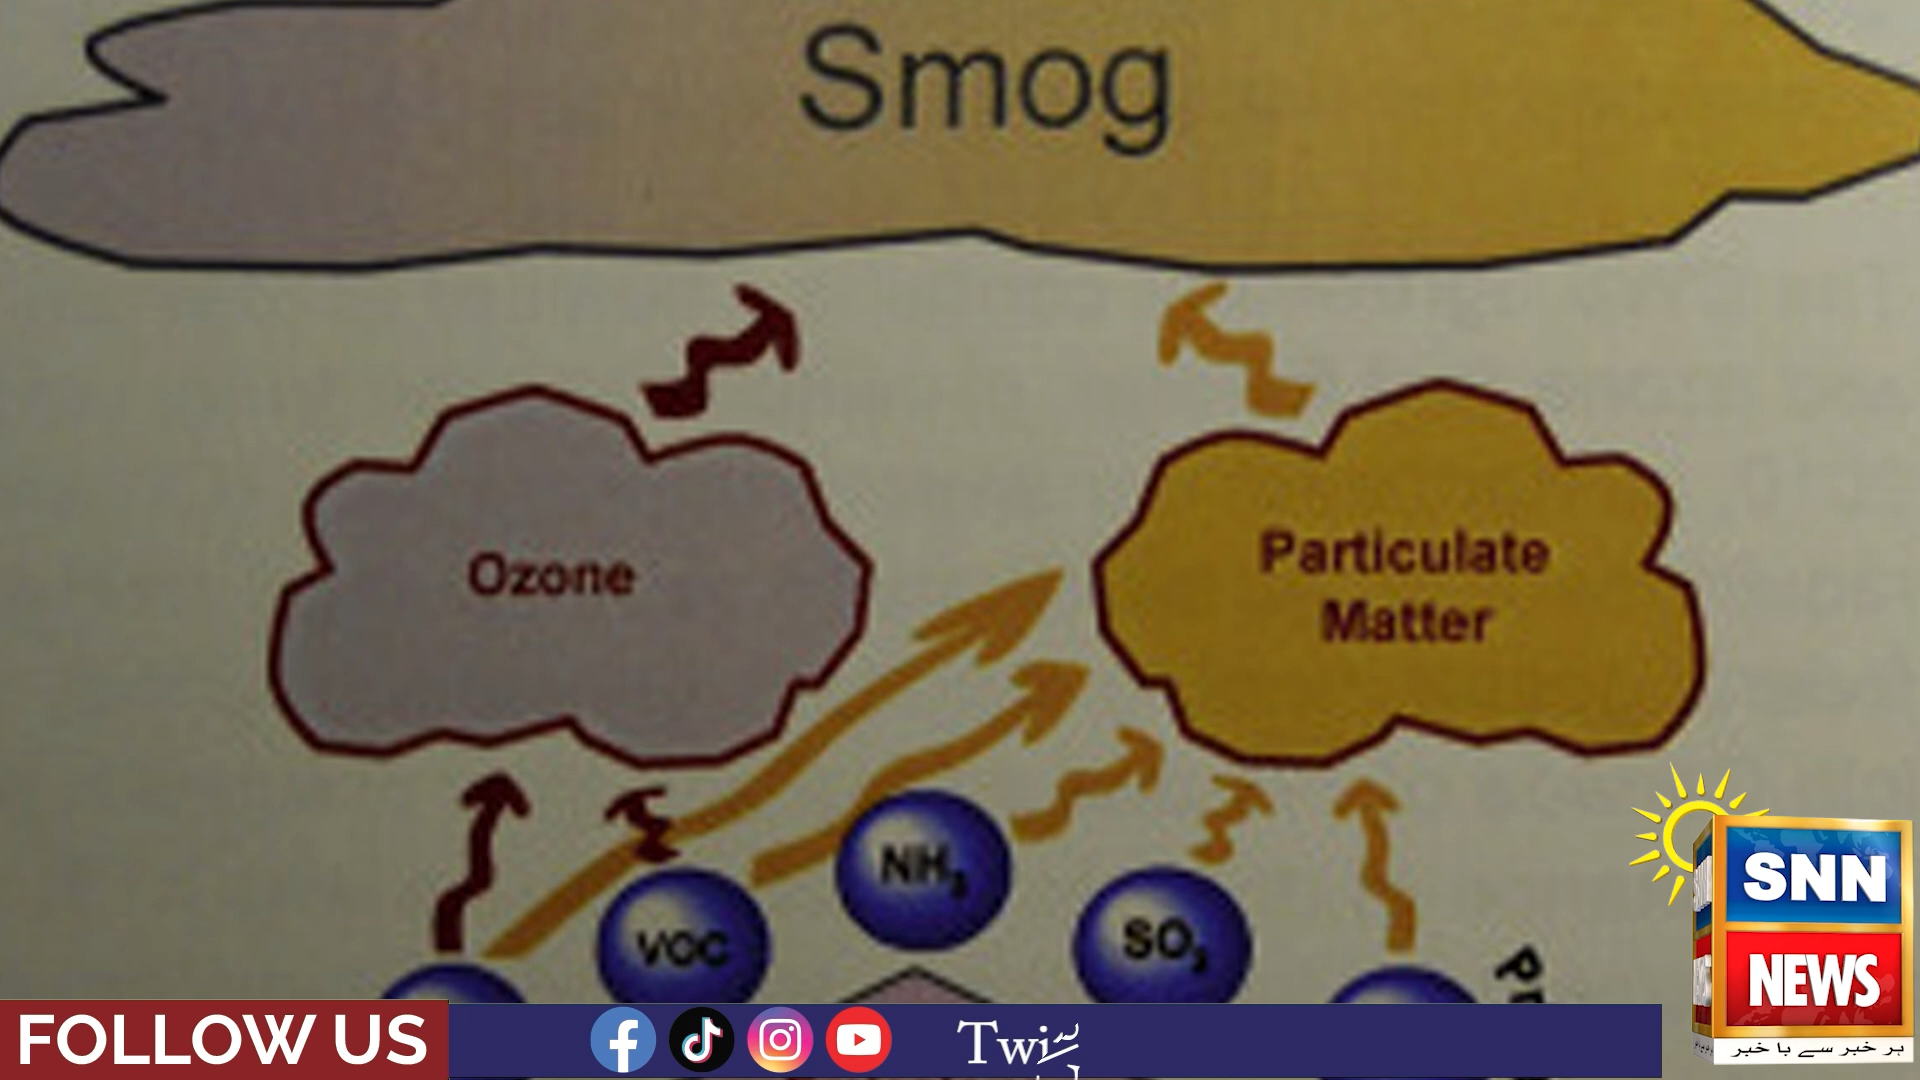 Smog
Ozone
Particulate
Matter
NH₃
VOC
SO₂
SNN
NEWS
ہر خبر سے با خبر
FOLLOW US
Twi